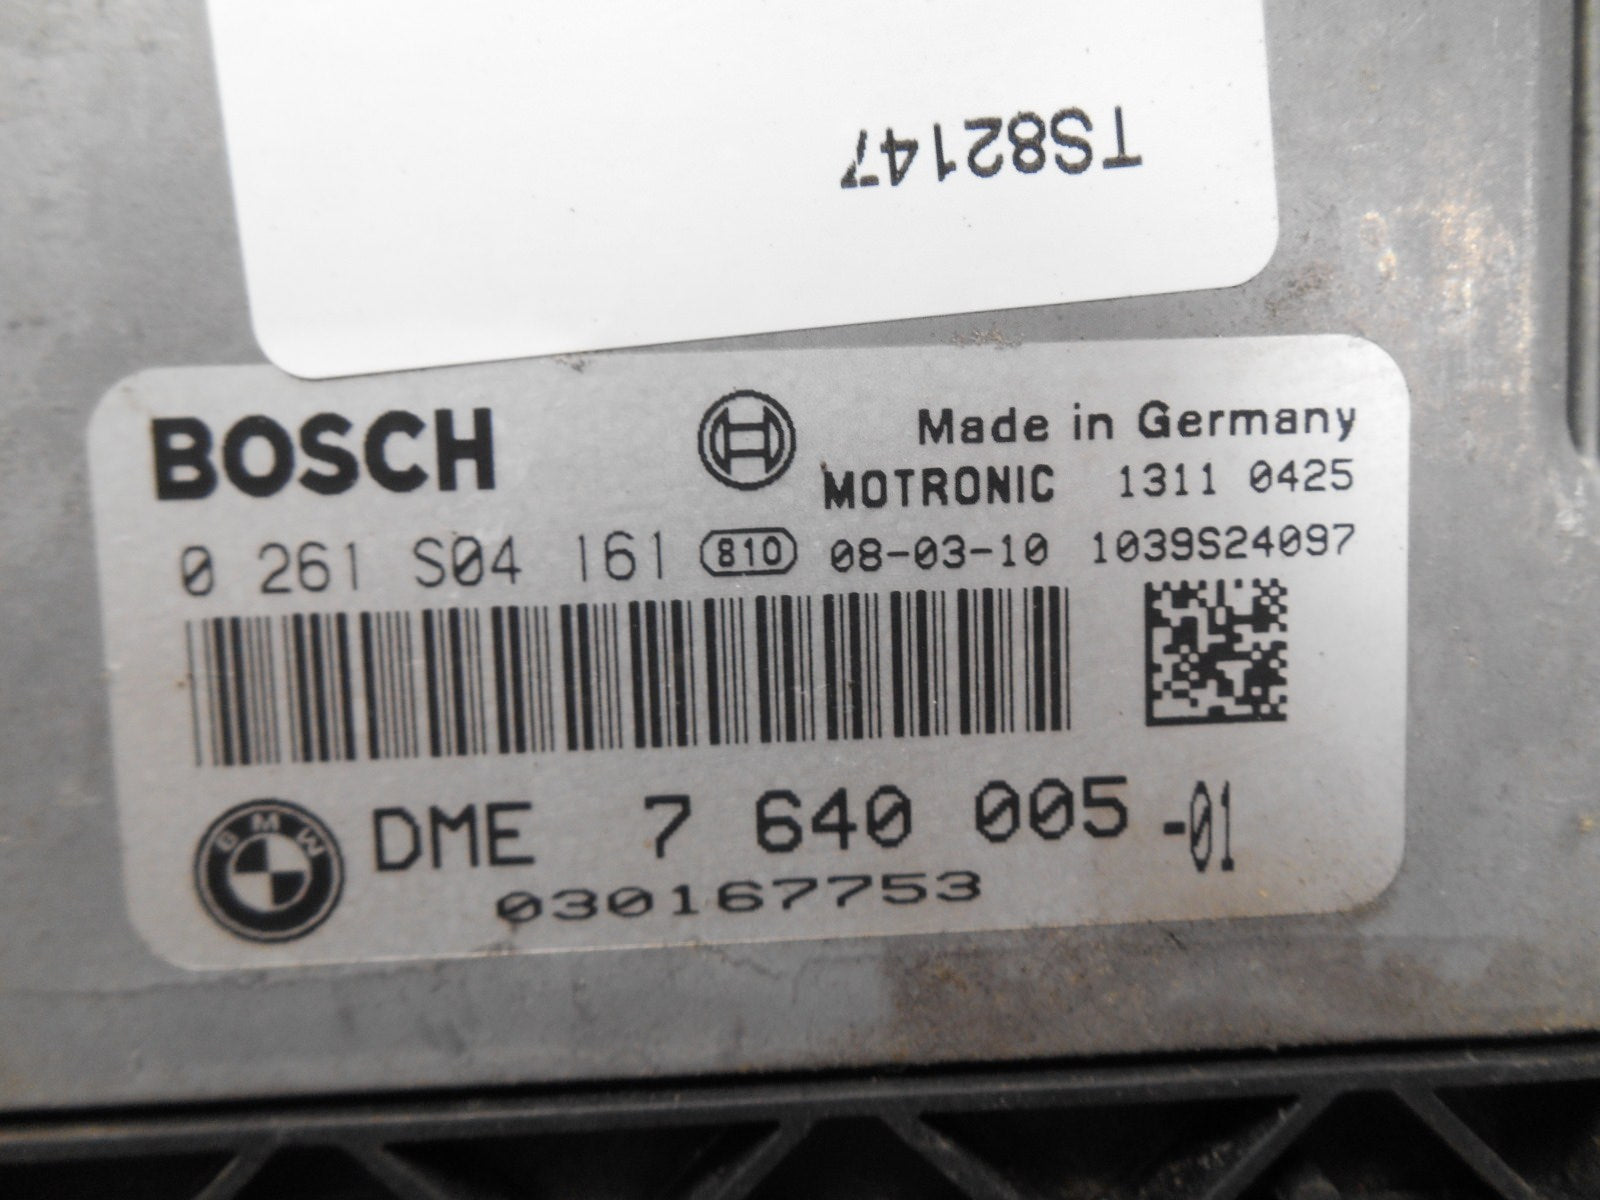 TS82147
BOSCH
Made in Germany
MOTRONIC 1311 0425
0 261 S04 161 810 08-03-10 1039S24097
BMW DME 7 640 005 -01
030167753